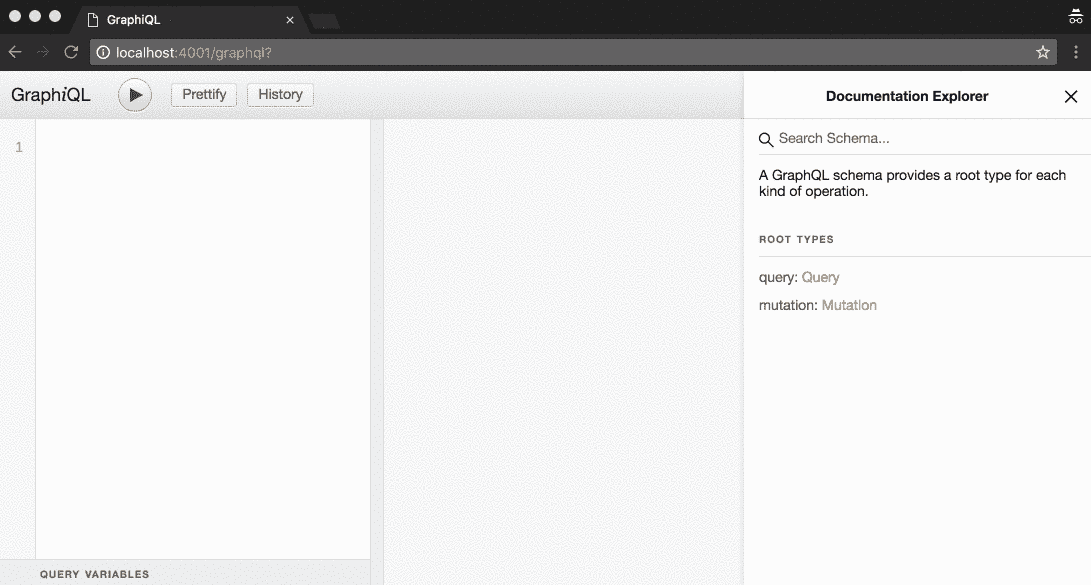 GraphiQL
localhost:4001/graphql?
GraphiQL
Prettify
History
Documentation Explorer
1
Search Schema...
A GraphQL schema provides a root type for each
kind of operation.
ROOT TYPES
query: Query
mutation: Mutation
QUERY VARIABLES